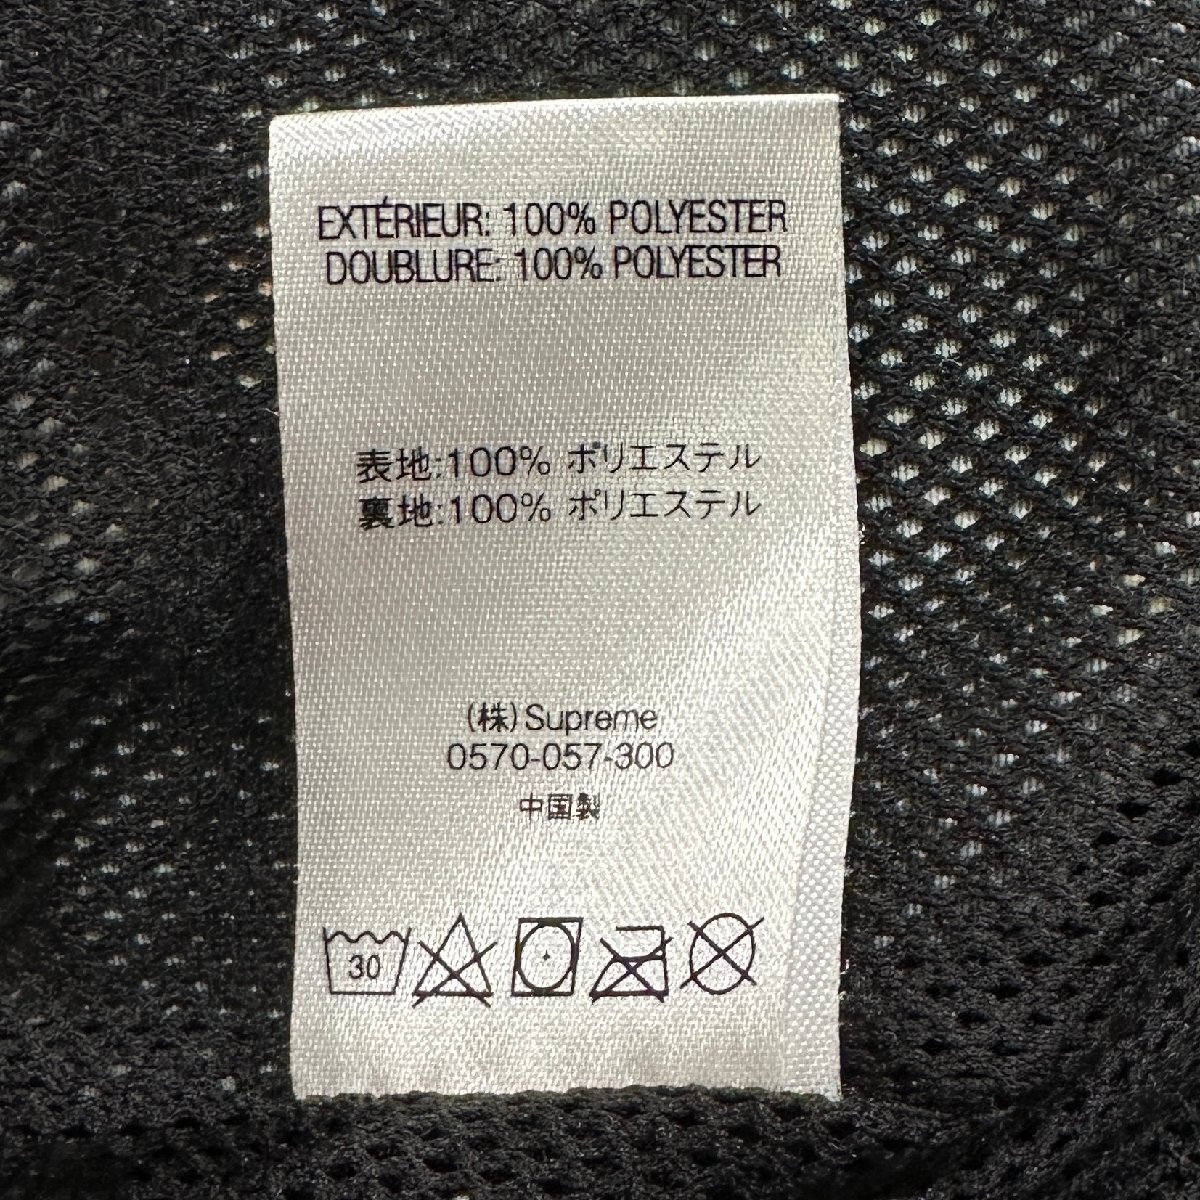 EXTÉRIEUR: 100% POLYESTER
DOUBLURE: 100% POLYESTER
表地:100% ポリエステル
裏地:100% ポリエステル
(株)Supreme
0570-057-300
中国製
30